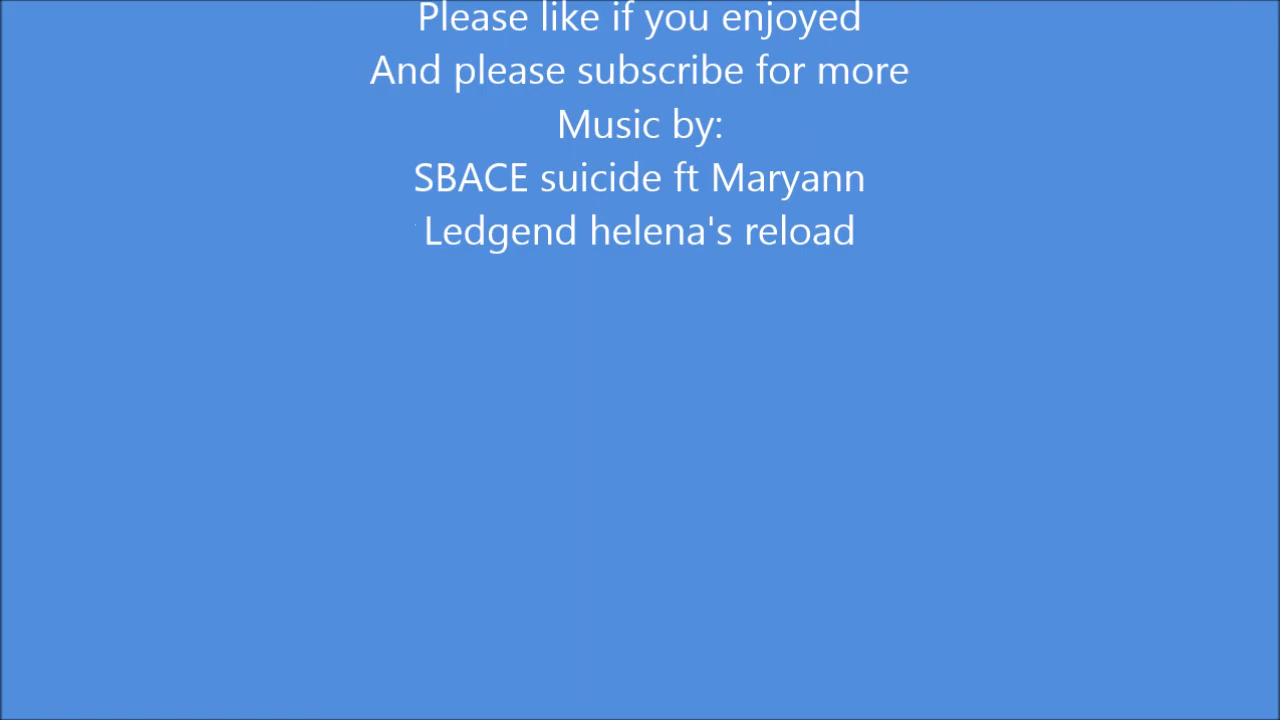 Please like if you enjoyed
And please subscribe for more
Music by:
SBACE suicide ft Maryann
Ledgend helena's reload